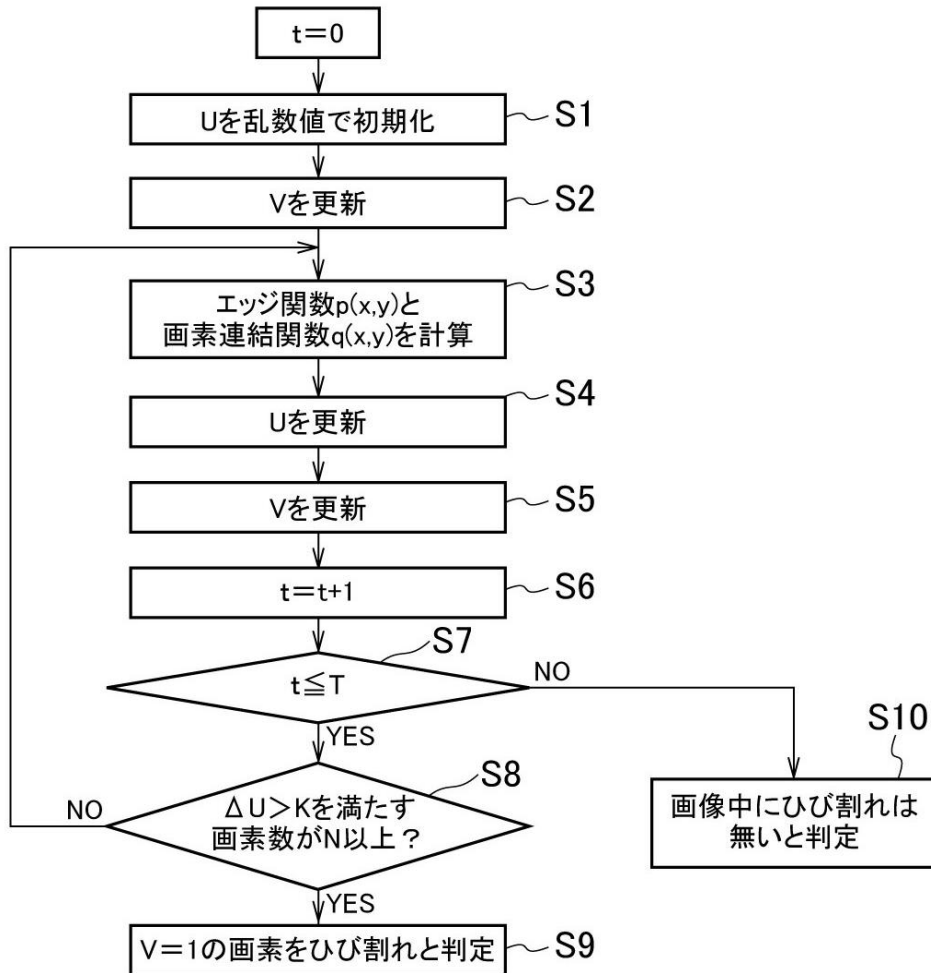 t=0
Uを乱数値で初期化
S1
Vを更新
S2
エッジ関数p(x,y)と
画素連結関数q(x,y)を計算
S3
Uを更新
S4
Vを更新
S5
t=t+1
S6
t≦T
S7
NO
YES
ΔU>Kを満たす
画素数がN以上？
S8
NO
YES
V=1の画素をひび割れと判定
S9
画像中にひび割れは
無いと判定
S10